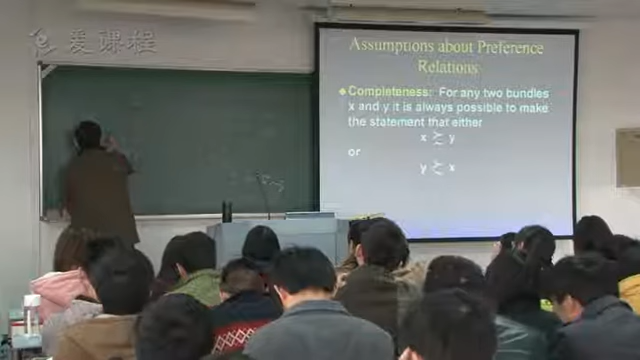 爱课程
Assumptions about Preference
Relations
Completeness: For any two bundles
x and y it is always possible to make
the statement that either
x ≿ y
or
y ≿ x